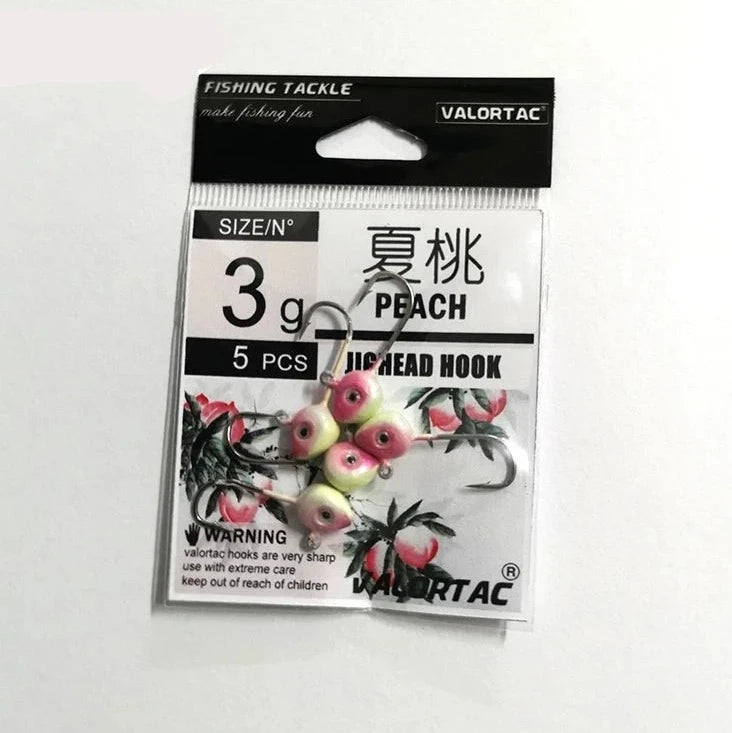 FISHING TACKLE
make fishing fun
VALORTAC®
SIZE/N°
3 g
5 PCS
夏桃
PEACH
JIGHEAD HOOK
WARNING
valortac hooks are very sharp
use with extreme care
keep out of reach of children
VALORTAC®